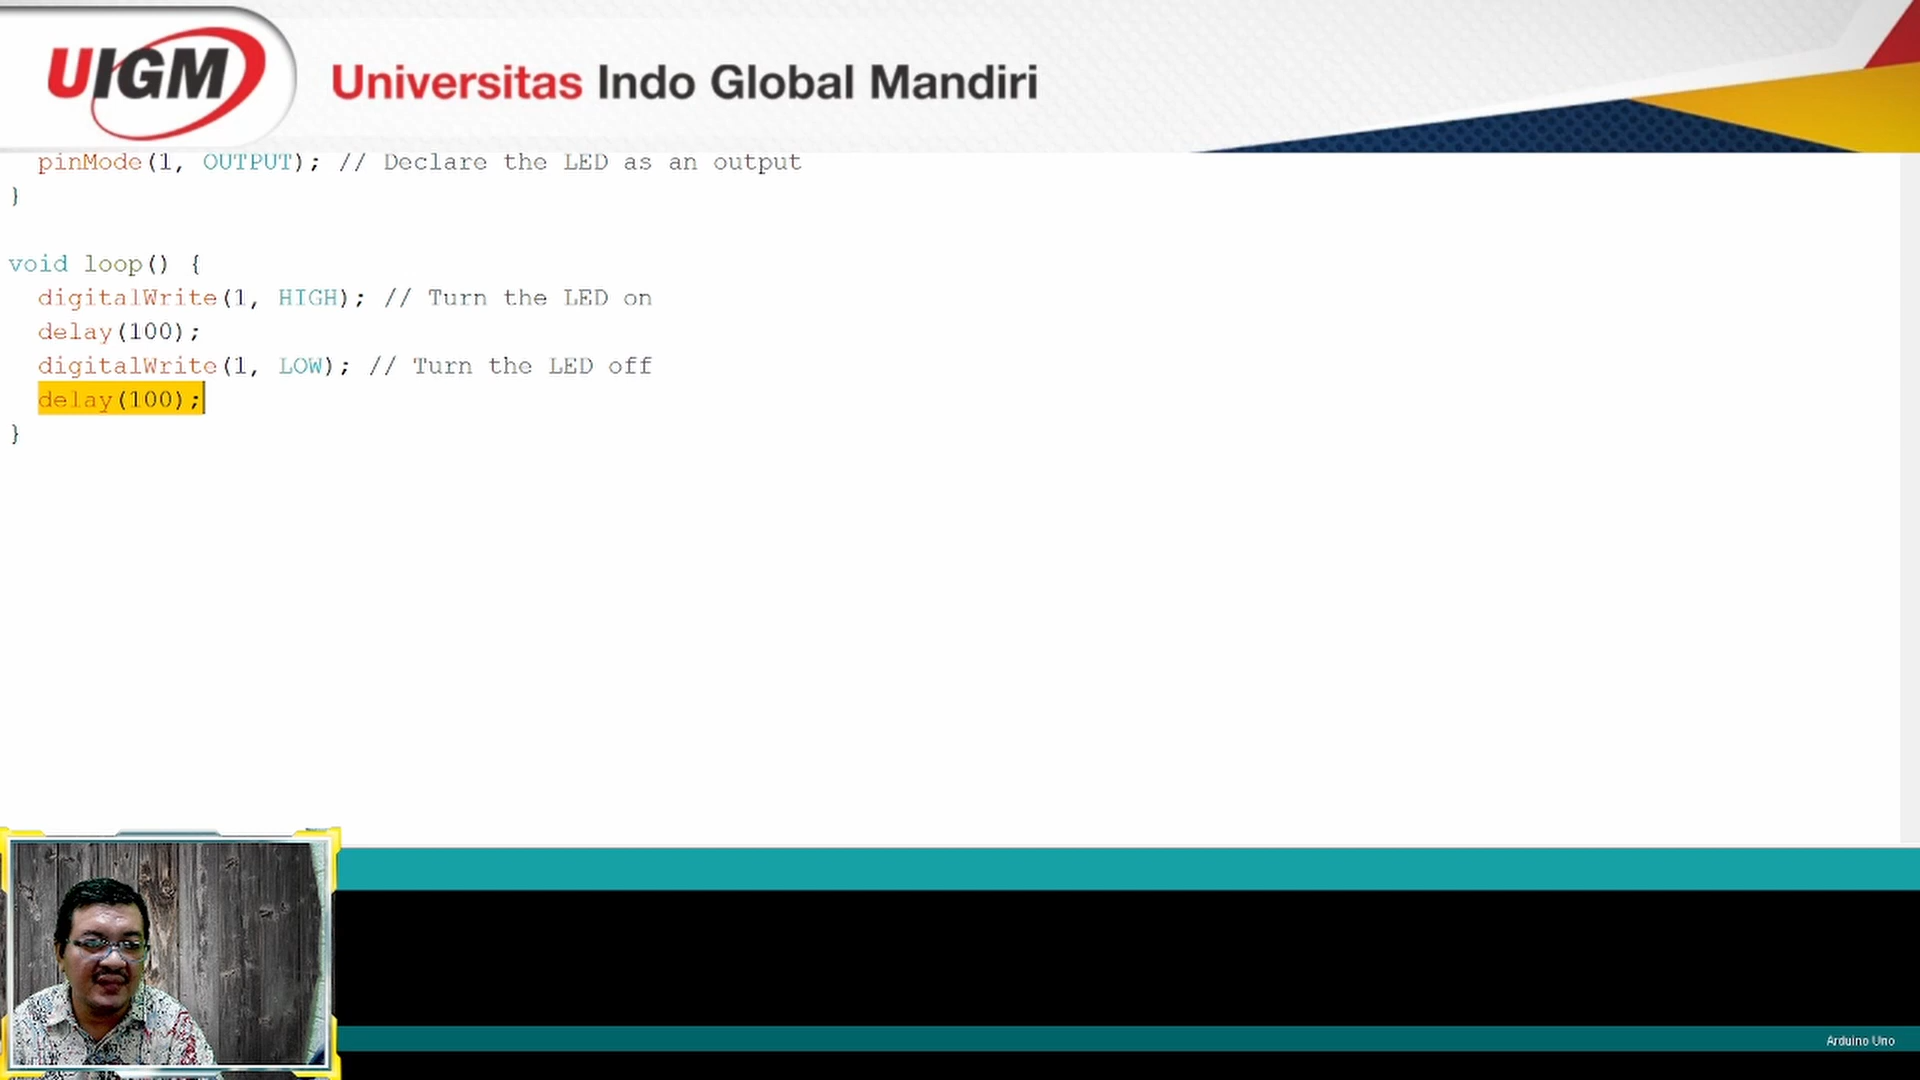 UIGM
Universitas Indo Global Mandiri
pinMode(1, OUTPUT); // Declare the LED as an output
}
void loop() {
digitalWrite(1, HIGH); // Turn the LED on
delay(100);
digitalWrite(1, LOW); // Turn the LED off
delay(100);
}
Arduino Uno